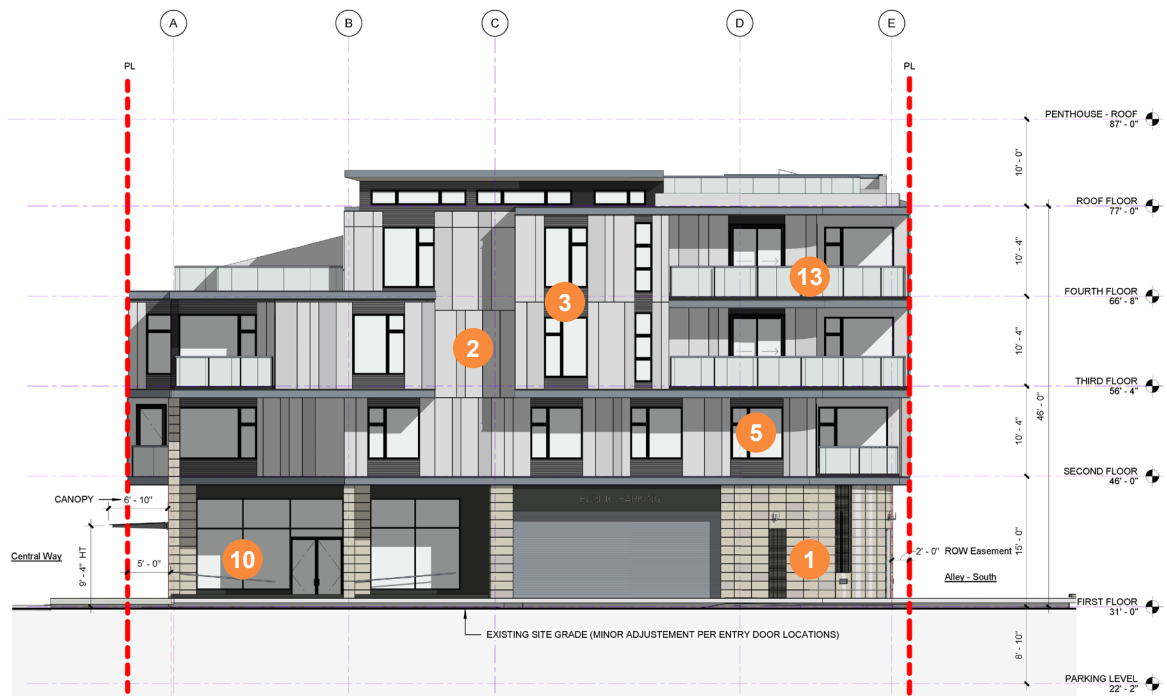 A
B
C
D
E
PL
PL
PENTHOUSE - ROOF
87' - 0"
10' - 0"
ROOF FLOOR
77' - 0"
10' - 4"
13
FOURTH FLOOR
66' - 8"
3
2
10' - 4"
THIRD FLOOR
56' - 4"
46' - 0"
10' - 4"
5
SECOND FLOOR
46' - 0"
CANOPY
6' - 10"
PUBLIC PARKING
15' - 0"
9' - 4" HT
Central Way
5' - 0"
10
1
2' - 0" ROW Easement
Alley - South
FIRST FLOOR
31' - 0"
EXISTING SITE GRADE (MINOR ADJUSTMENT PER ENTRY DOOR LOCATIONS)
8' - 10"
PARKING LEVEL
22' - 2"